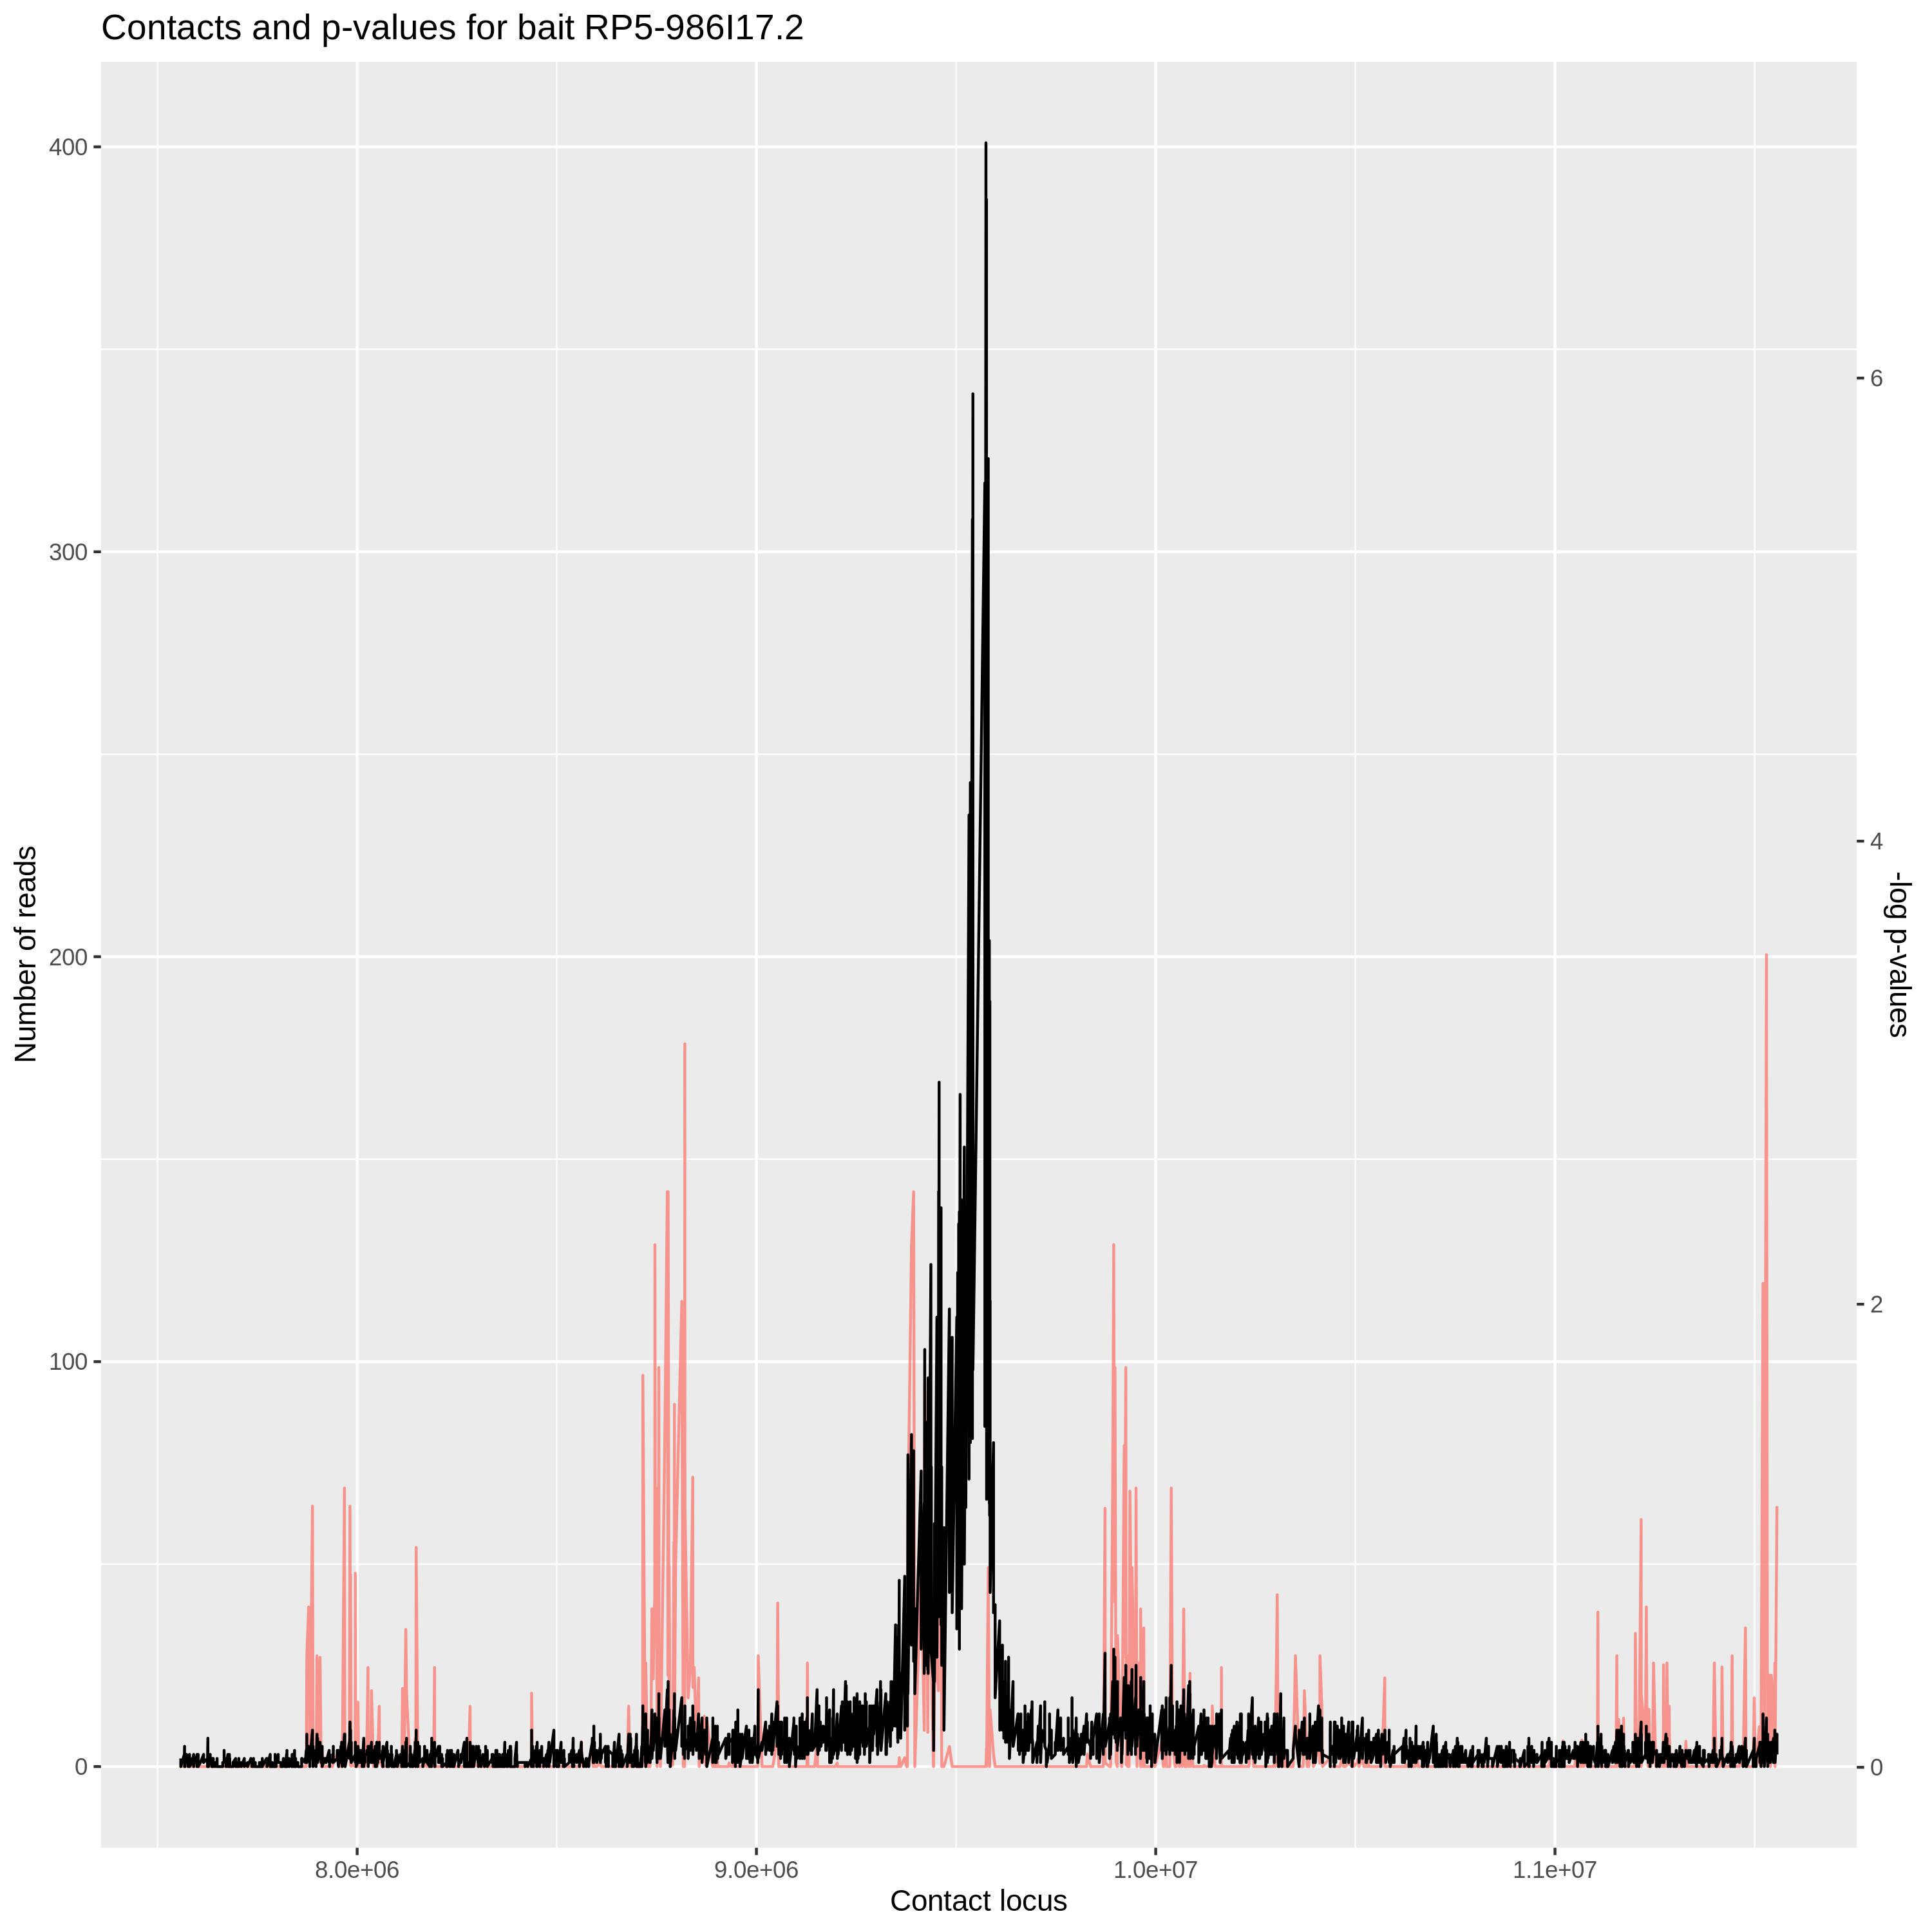 Contacts and p-values for bait RP5-986I17.2
400
300
200
100
0
Number of reads
6
4
2
0
-log p-values
8.0e+06 9.0e+06 1.0e+07 1.1e+07
Contact locus